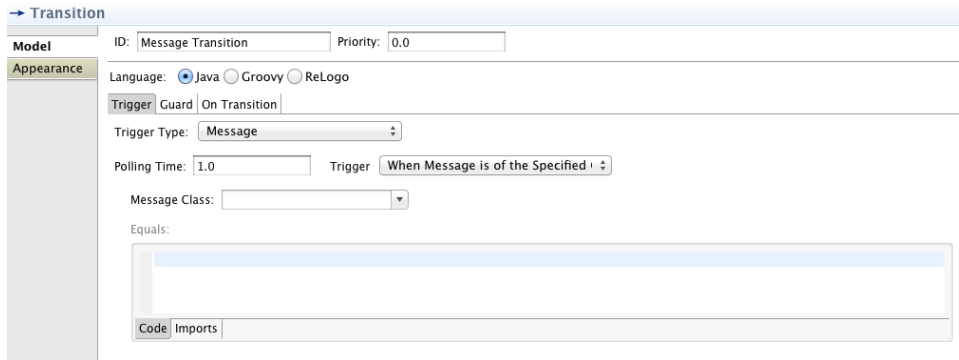 Transition
Model
Appearance
ID: Message Transition Priority: 0.0
Language: Java Groovy ReLogo
Trigger Guard On Transition
Trigger Type: Message
Polling Time: 1.0 Trigger When Message is of the Specified
Message Class:
Equals:
Code Imports